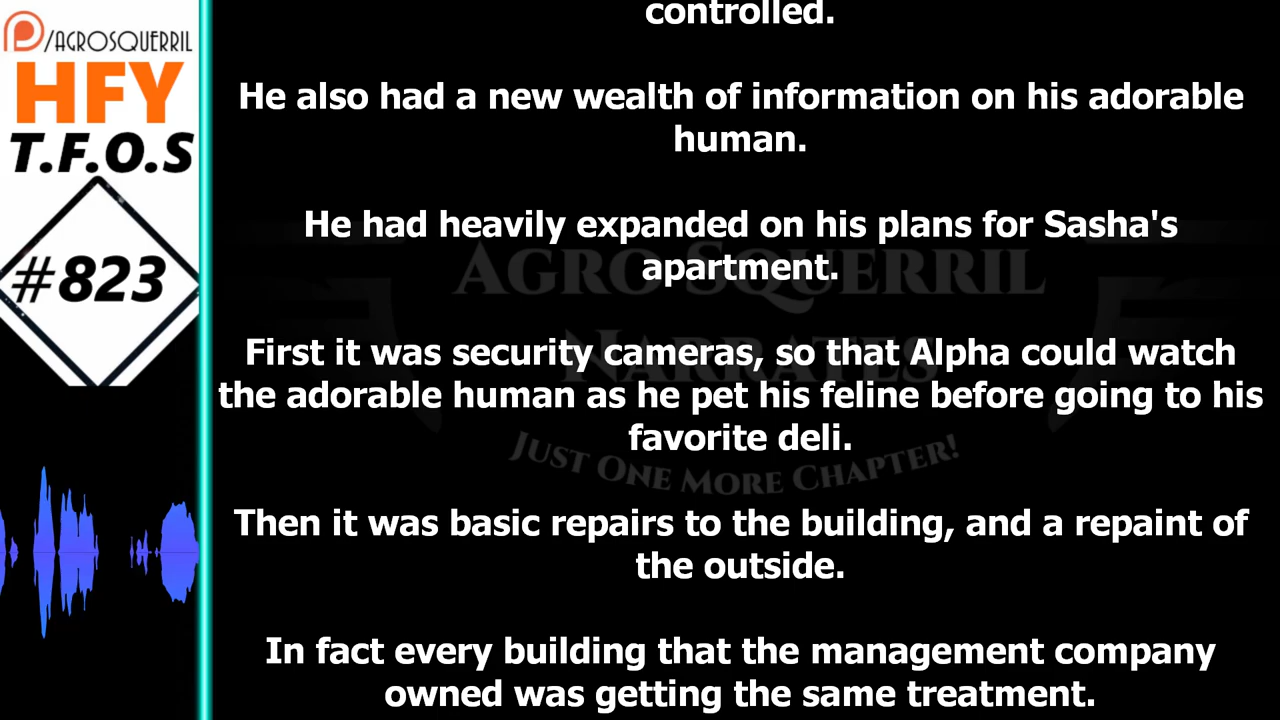 /AGROSQUERRIL
HFY
T.F.O.S
#823
controlled.
He also had a new wealth of information on his adorable
human.
He had heavily expanded on his plans for Sasha's
apartment.
First it was security cameras, so that Alpha could watch
the adorable human as he pet his feline before going to his
favorite deli.
Then it was basic repairs to the building, and a repaint of
the outside.
In fact every building that the management company
owned was getting the same treatment.
AGRO SQUERRIL
NARRATES
JUST ONE MORE CHAPTER!